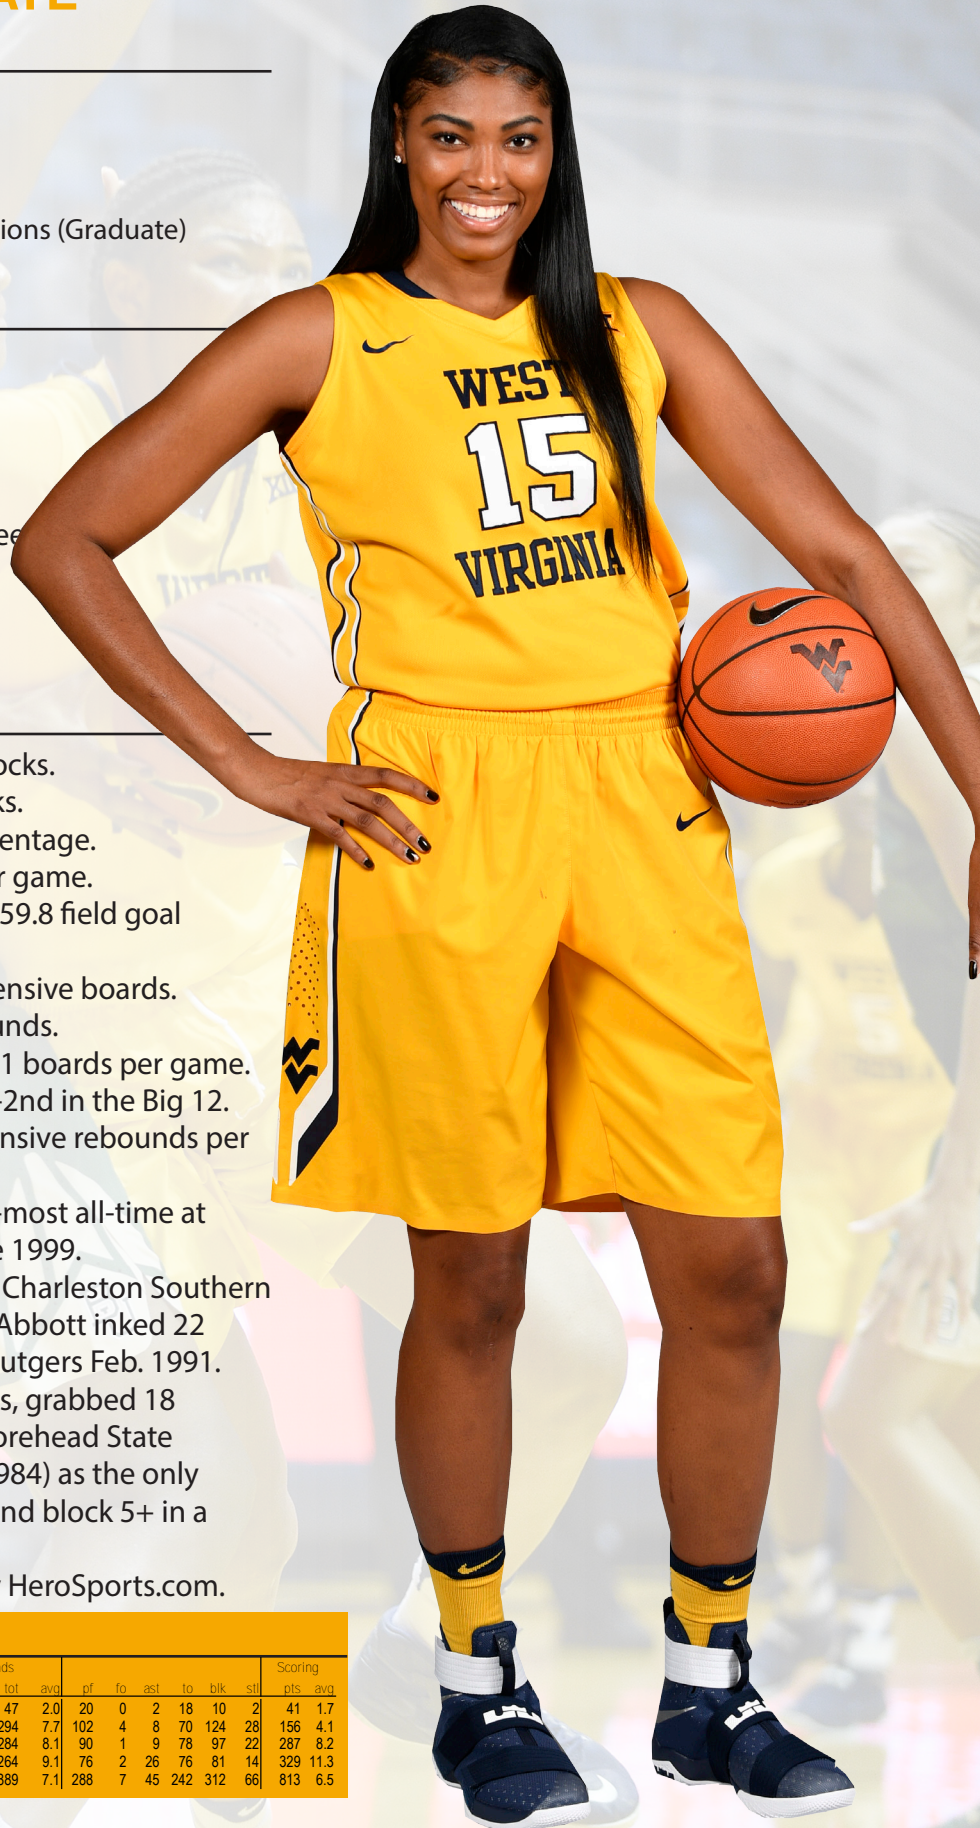 ions (Graduate)
WEST
15
VIRGINIA
ocks.
ks.
entage.
r game.
59.8 field goal
ensive boards.
unds.
1 boards per game.
-2nd in the Big 12.
nsive rebounds per
-most all-time at
e 1999.
Charleston Southern
Abbott inked 22
utgers Feb. 1991.
s, grabbed 18
orehead State
984) as the only
nd block 5+ in a
HeroSports.com.
ds Scoring
tot avg pf fo ast to blk stl pts avg
47 2.0 20 0 2 18 10 2 41 1.7
294 7.7 102 4 8 70 124 28 156 4.1
284 8.1 90 1 9 78 97 22 287 8.2
264 9.1 76 2 26 76 81 14 329 11.3
889 7.1 288 7 45 242 312 66 813 6.5